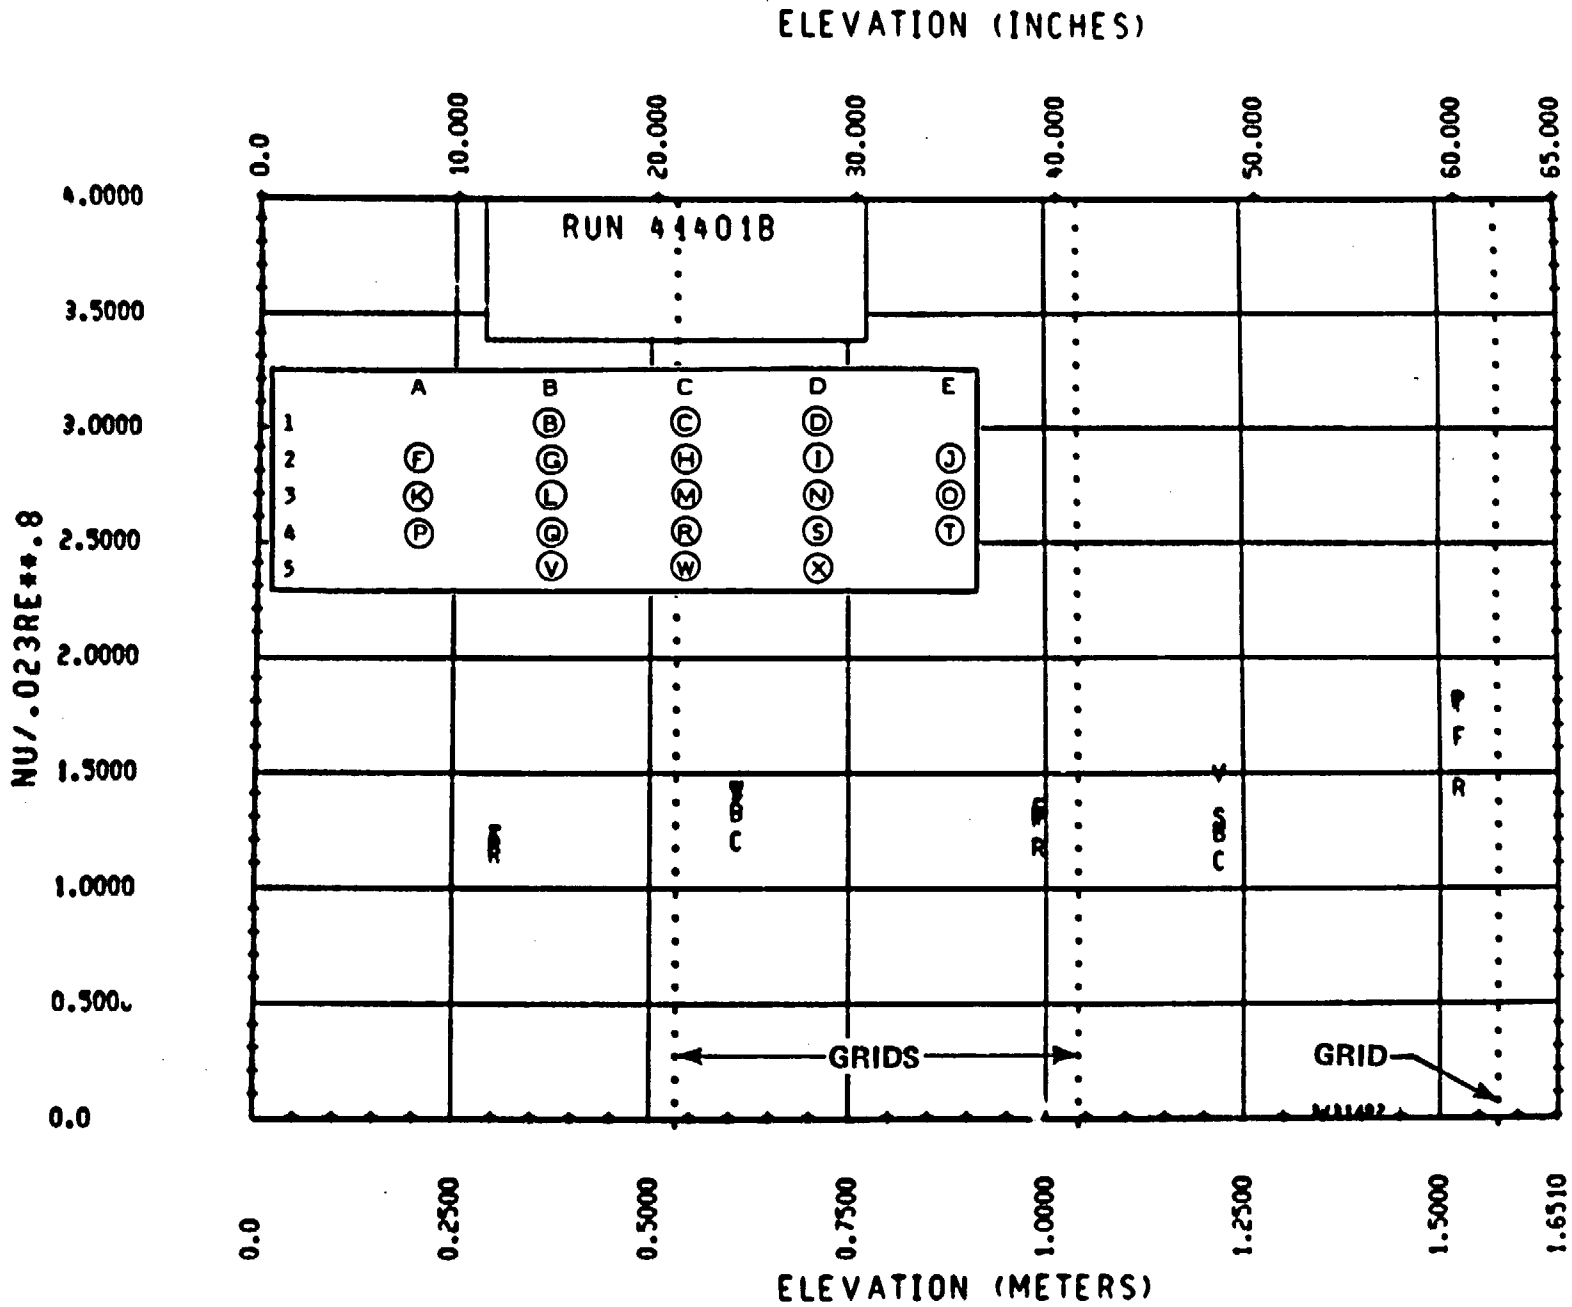 ELEVATION (INCHES)
0.0 10.000 20.000 30.000 40.000 50.000 60.000 65.000
4.0000
RUN 41401B
3.5000
A B C D E
1 B C D
3.0000
2 F G H I J
3 K L M N O
4 P Q R S T
2.5000
5 V W X
NU/.023RE**.8
2.0000
P
F
1.5000
V
R
S
C
R
C
1.0000
0.500
GRIDS
GRID
0.0
0.0 0.2500 0.5000 0.7500 1.0000 1.2500 1.5000 1.6510
ELEVATION (METERS)